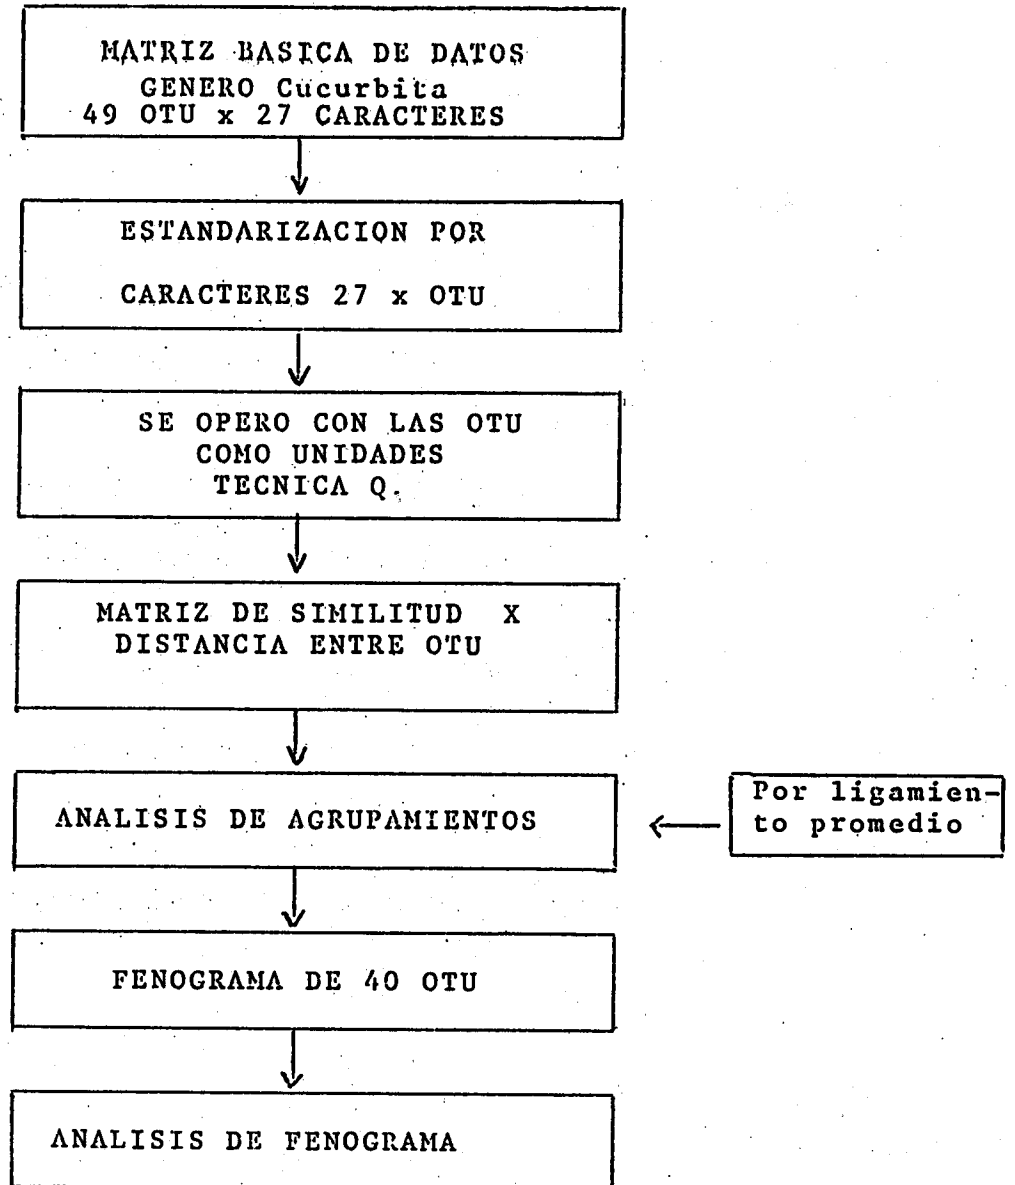 MATRIZ BASICA DE DATOS
GENERO Cucurbita
49 OTU x 27 CARACTERES
ESTANDARIZACION POR
CARACTERES 27 x OTU
SE OPERO CON LAS OTU
COMO UNIDADES
TECNICA Q.
MATRIZ DE SIMILITUD X
DISTANCIA ENTRE OTU
ANALISIS DE AGRUPAMIENTOS
Por ligamien-
to promedio
FENOGRAMA DE 40 OTU
ANALISIS DE FENOGRAMA